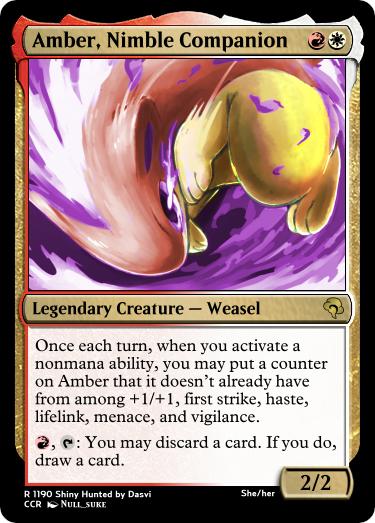 Amber, Nimble Companion
Legendary Creature — Weasel
Once each turn, when you activate a
nonmana ability, you may put a counter
on Amber that it doesn't already have
from among +1/+1, first strike, haste,
lifelink, menace, and vigilance.
, : You may discard a card. If you do,
draw a card.
2/2
R 1190 Shiny Hunted by Dasvi
She/her
CCR Null_suke